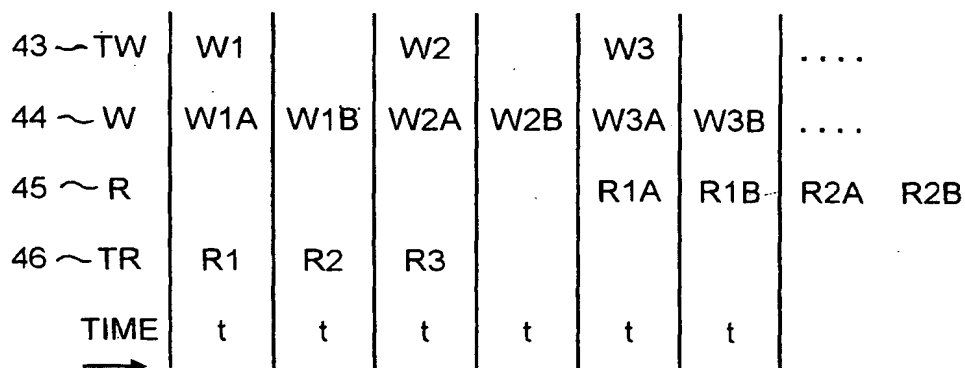 43 ~ TW W1 W2 W3 ....
44 ~ W W1A W1B W2A W2B W3A W3B ....
45 ~ R R1A R1B R2A R2B
46 ~ TR R1 R2 R3
TIME t t t t t t